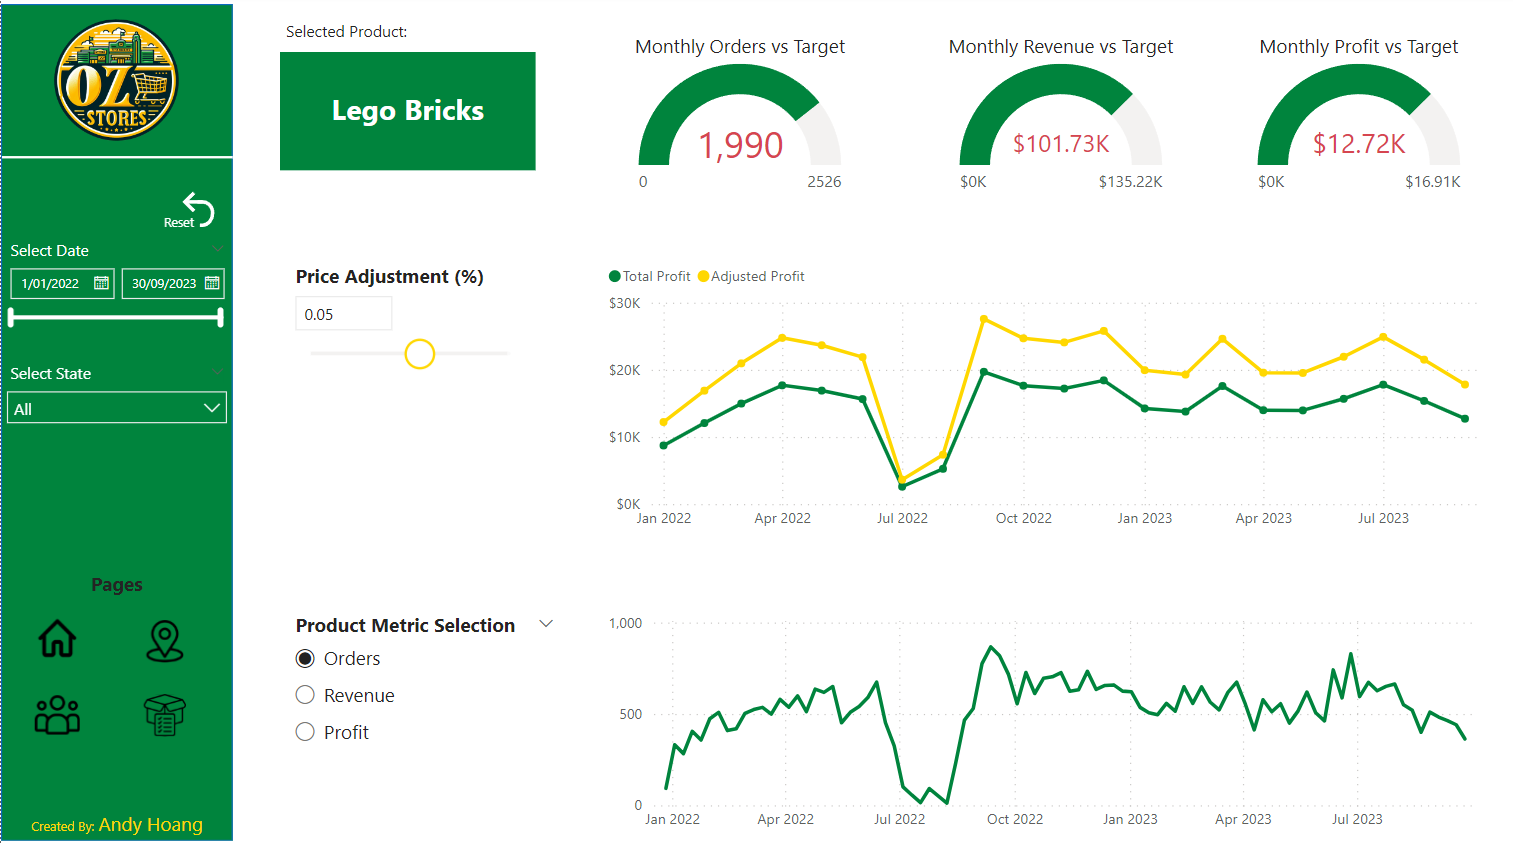 OZ
STORES
Reset
Select Date
1/01/2022
30/09/2023
Select State
All
Pages
Created By: Andy Hoang
Selected Product:
Lego Bricks
Monthly Orders vs Target
1,990
0
2526
Monthly Revenue vs Target
$101.73K
$0K
$135.22K
Monthly Profit vs Target
$12.72K
$0K
$16.91K
Price Adjustment (%)
0.05
Total Profit
Adjusted Profit
$30K
$20K
$10K
$0K
Jan 2022
Apr 2022
Jul 2022
Oct 2022
Jan 2023
Apr 2023
Jul 2023
Product Metric Selection
Orders
Revenue
Profit
1,000
500
0
Jan 2022
Apr 2022
Jul 2022
Oct 2022
Jan 2023
Apr 2023
Jul 2023